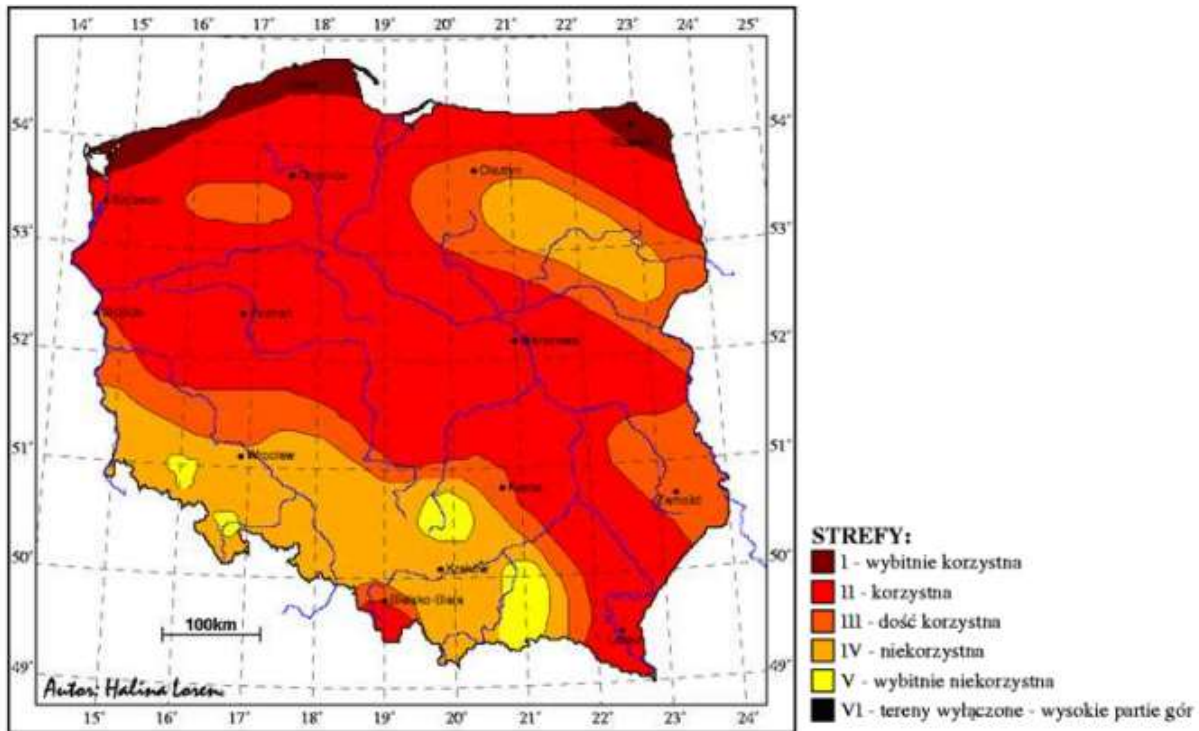 14° 15° 16° 17° 18° 19° 20° 21° 22° 23° 24° 25°
54° 54°
Olsztyn
53° 53°
Poznań
52° 52°
51° Wrocław 51°
Kielce
Zamość
50° Kraków 50°
Bielsko-Biała
100km
49° 49°
Autor: Halina Loren.
15° 16° 17° 18° 19° 20° 21° 22° 23° 24°
STREFY:
I - wybitnie korzystna
II - korzystna
III - dość korzystna
IV - niekorzystna
V - wybitnie niekorzystna
VI - tereny wyłączone - wysokie partie gór